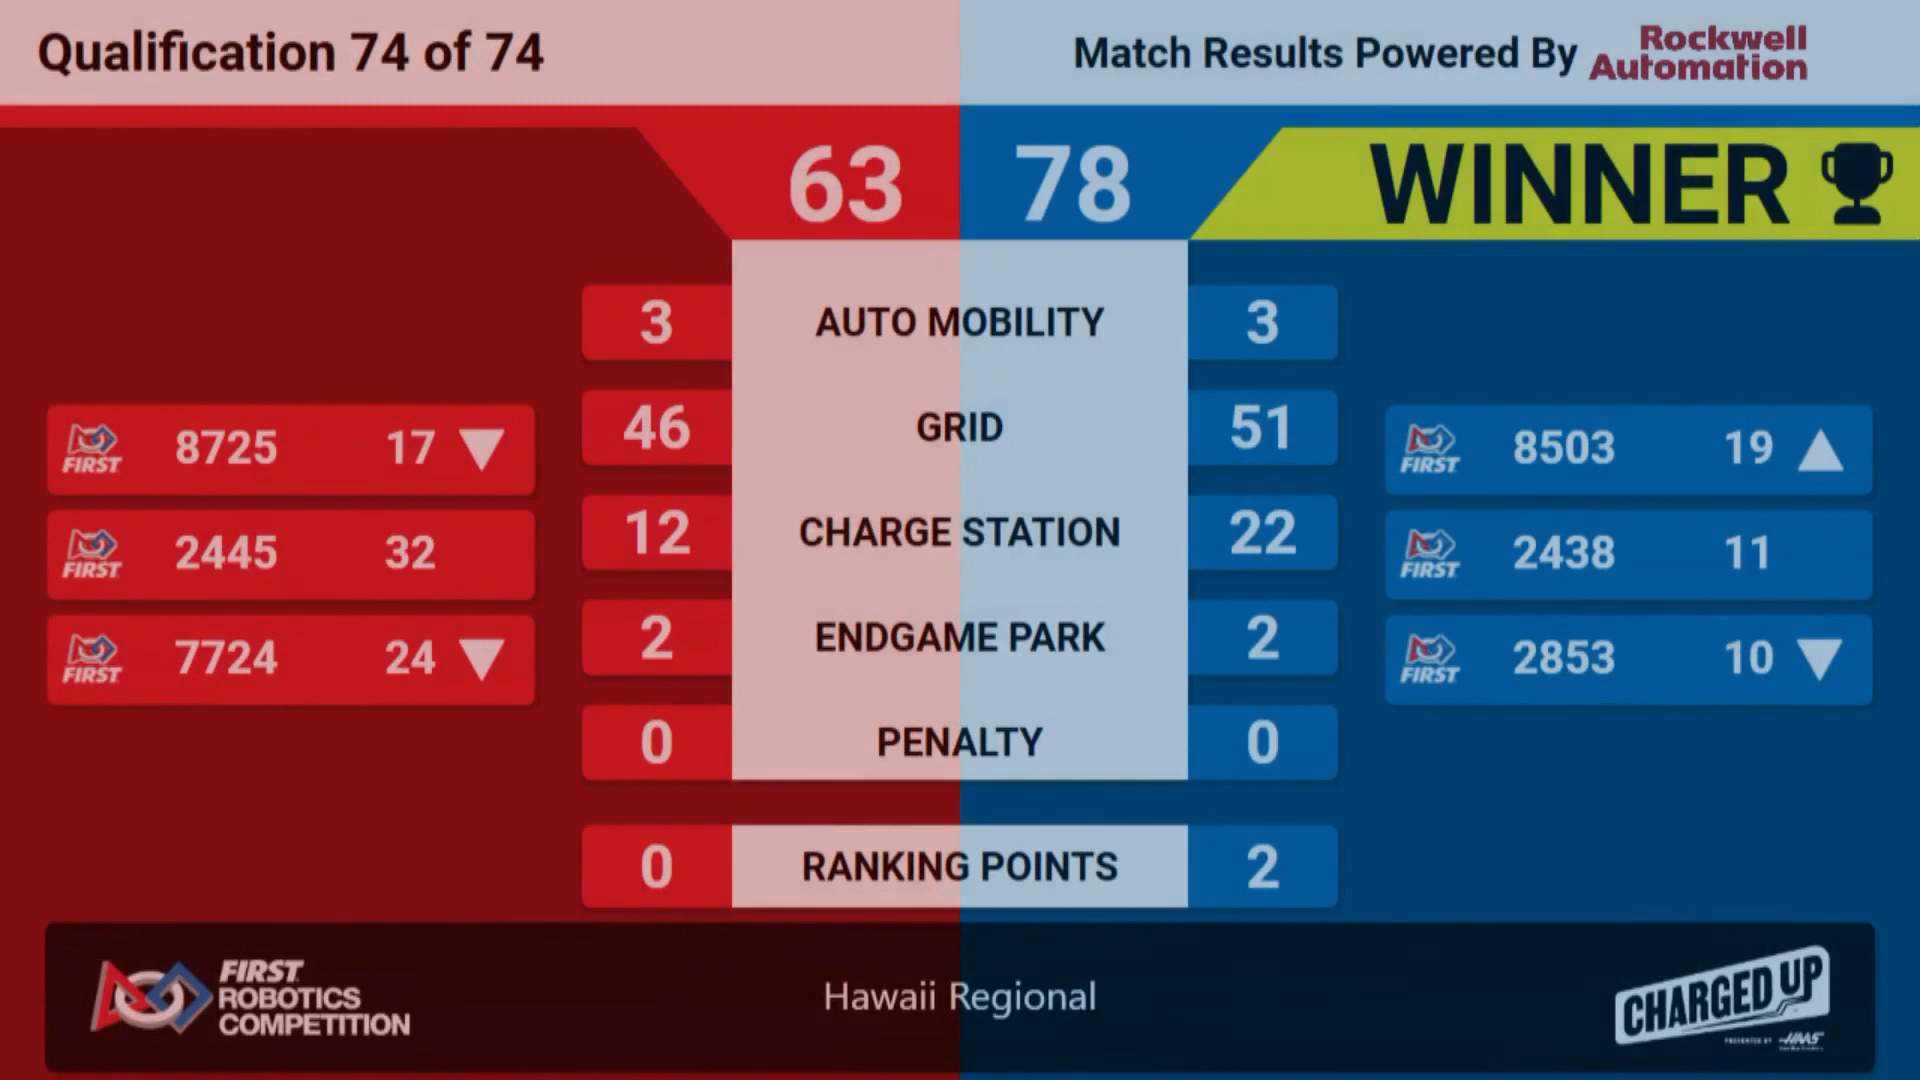 Qualification 74 of 74
Match Results Powered By
Rockwell
Automation
63
78
WINNER
3 AUTO MOBILITY 3
46 GRID 51
12 CHARGE STATION 22
2 ENDGAME PARK 2
0 PENALTY 0
0 RANKING POINTS 2
FIRST 8725 17
FIRST 2445 32
FIRST 7724 24
FIRST 8503 19
FIRST 2438 11
FIRST 2853 10
FIRST
ROBOTICS
COMPETITION
Hawaii Regional
CHARGED UP
PRESENTED BY HAAS